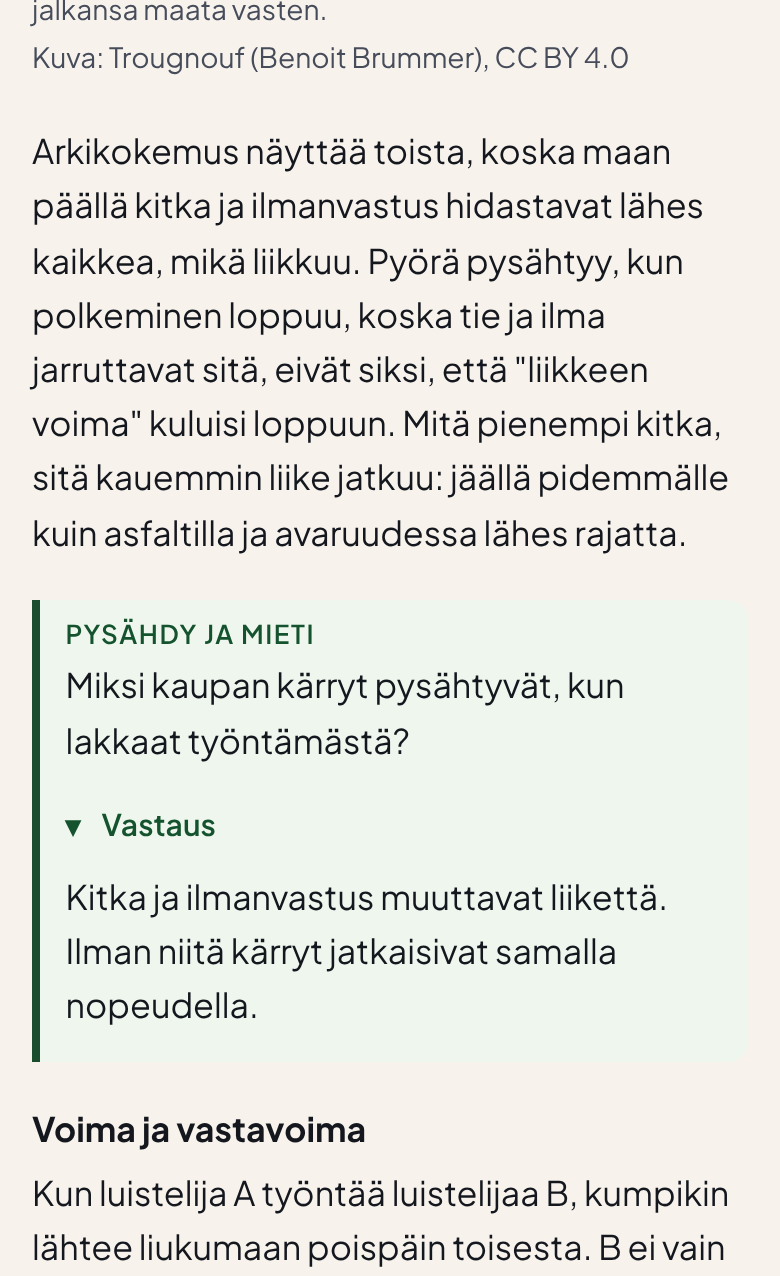 jalkansa maata vasten.
Kuva: Trougnouf (Benoit Brummer), CC BY 4.0
Arkikokemus näyttää toista, koska maan
päällä kitka ja ilmanvastus hidastavat lähes
kaikkea, mikä liikkuu. Pyörä pysähtyy, kun
polkeminen loppuu, koska tie ja ilma
jarruttavat sitä, eivät siksi, että "liikkeen
voima" kuluisi loppuun. Mitä pienempi kitka,
sitä kauemmin liike jatkuu: jäällä pidemmälle
kuin asfaltilla ja avaruudessa lähes rajatta.
PYSÄHDY JA MIETI
Miksi kaupan kärryt pysähtyvät, kun
lakkaat työntämästä?
▼ Vastaus
Kitka ja ilmanvastus muuttavat liikettä.
Ilman niitä kärryt jatkaisivat samalla
nopeudella.
Voima ja vastavoima
Kun luistelija A työntää luistelijaa B, kumpikin
lähtee liukumaan poispäin toisesta. B ei vain